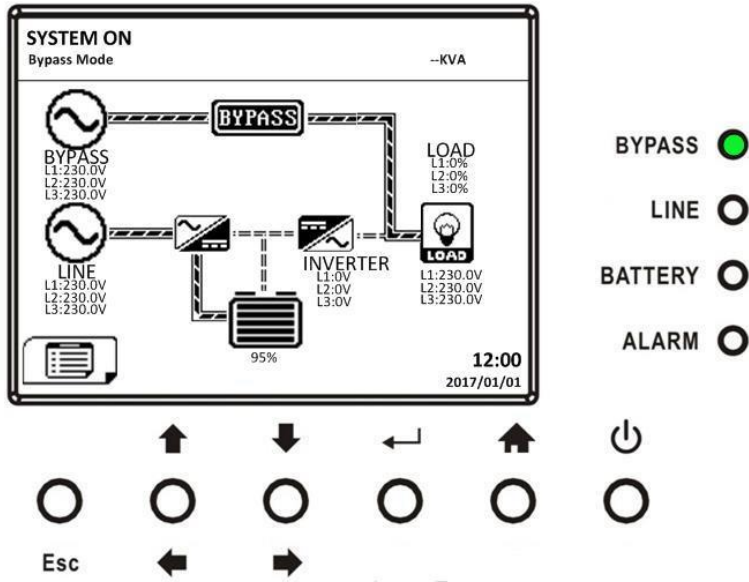 SYSTEM ON
Bypass Mode
--KVA
BYPASS
BYPASS
L1:230.0V
L2:230.0V
L3:230.0V
LOAD
L1:0%
L2:0%
L3:0%
LINE
L1:230.0V
L2:230.0V
L3:230.0V
INVERTER
L1:0V
L2:0V
L3:0V
LOAD
L1:230.0V
L2:230.0V
L3:230.0V
95%
12:00
2017/01/01
BYPASS
LINE
BATTERY
ALARM
Esc